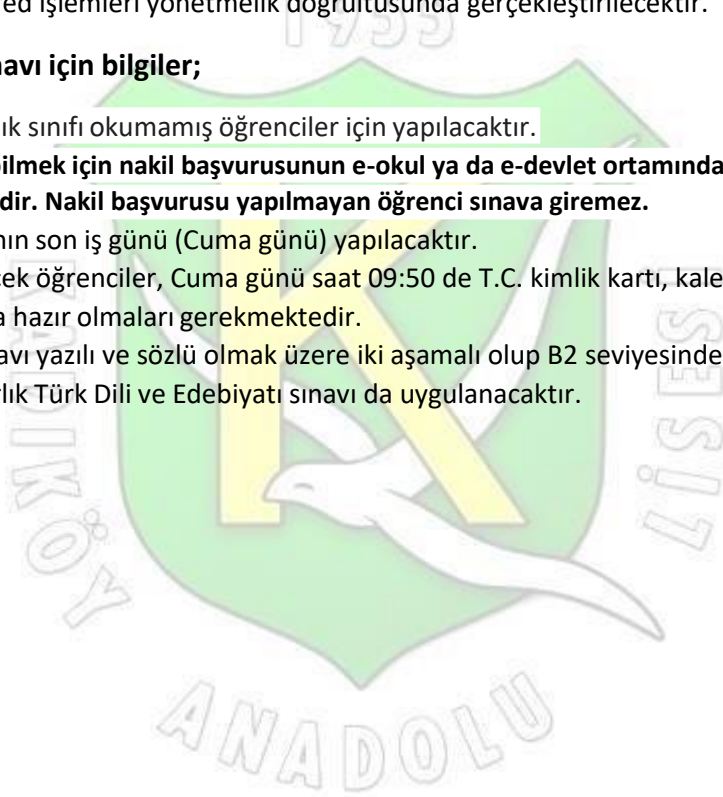 ed işlemleri yönetmelik doğrultusunda gerçekleştirilecektir.
1955
navı için bilgiler;
ık sınıfı okumamış öğrenciler için yapılacaktır.
bilmek için nakil başvurusunun e-okul ya da e-devlet ortamında
dir. Nakil başvurusu yapılmayan öğrenci sınava giremez.
nın son iş günü (Cuma günü) yapılacaktır.
cek öğrenciler, Cuma günü saat 09:50 de T.C. kimlik kartı, kale
a hazır olmaları gerekmektedir.
avı yazılı ve sözlü olmak üzere iki aşamalı olup B2 seviyesinde
rlık Türk Dili ve Edebiyatı sınavı da uygulanacaktır.
K
KADIKÖY
ANADOLU
LİSESİ